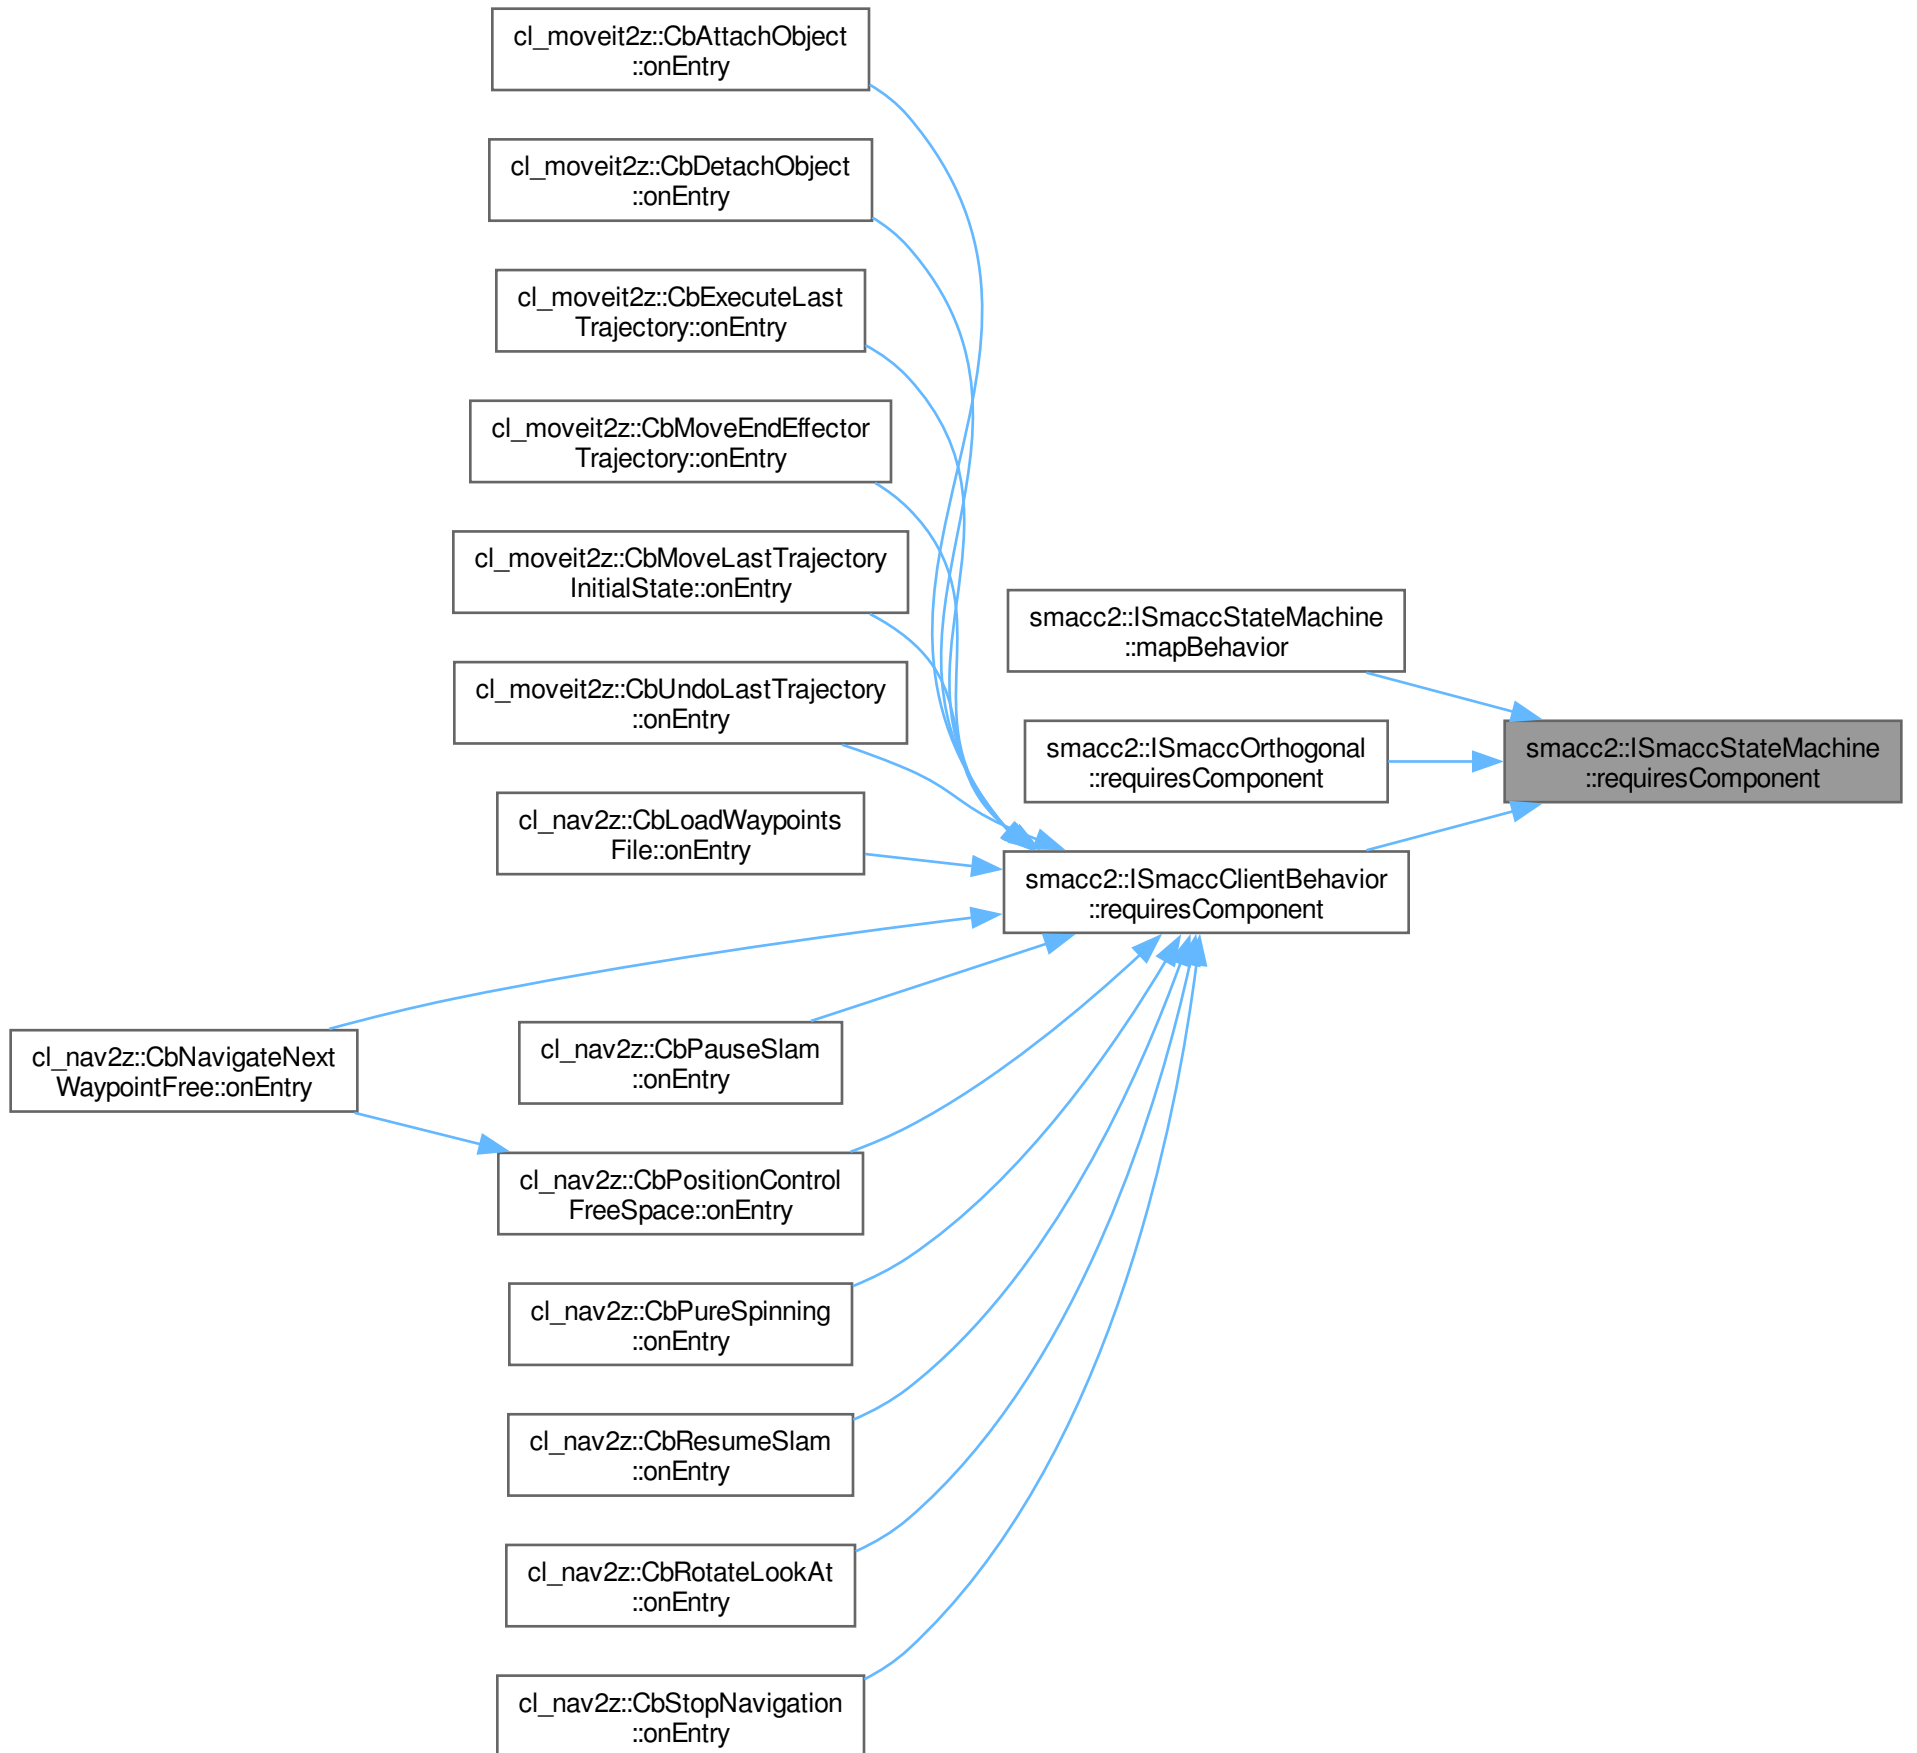 cl_moveit2z::CbAttachObject
::onEntry
cl_moveit2z::CbDetachObject
::onEntry
cl_moveit2z::CbExecuteLast
Trajectory::onEntry
cl_moveit2z::CbMoveEndEffector
Trajectory::onEntry
cl_moveit2z::CbMoveLastTrajectory
InitialState::onEntry
cl_moveit2z::CbUndoLastTrajectory
::onEntry
cl_nav2z::CbLoadWaypoints
File::onEntry
cl_nav2z::CbNavigateNext
WaypointFree::onEntry
cl_nav2z::CbPauseSlam
::onEntry
cl_nav2z::CbPositionControl
FreeSpace::onEntry
cl_nav2z::CbPureSpinning
::onEntry
cl_nav2z::CbResumeSlam
::onEntry
cl_nav2z::CbRotateLookAt
::onEntry
cl_nav2z::CbStopNavigation
::onEntry
smacc2::ISmaccStateMachine
::mapBehavior
smacc2::ISmaccOrthogonal
::requiresComponent
smacc2::ISmaccClientBehavior
::requiresComponent
smacc2::ISmaccStateMachine
::requiresComponent